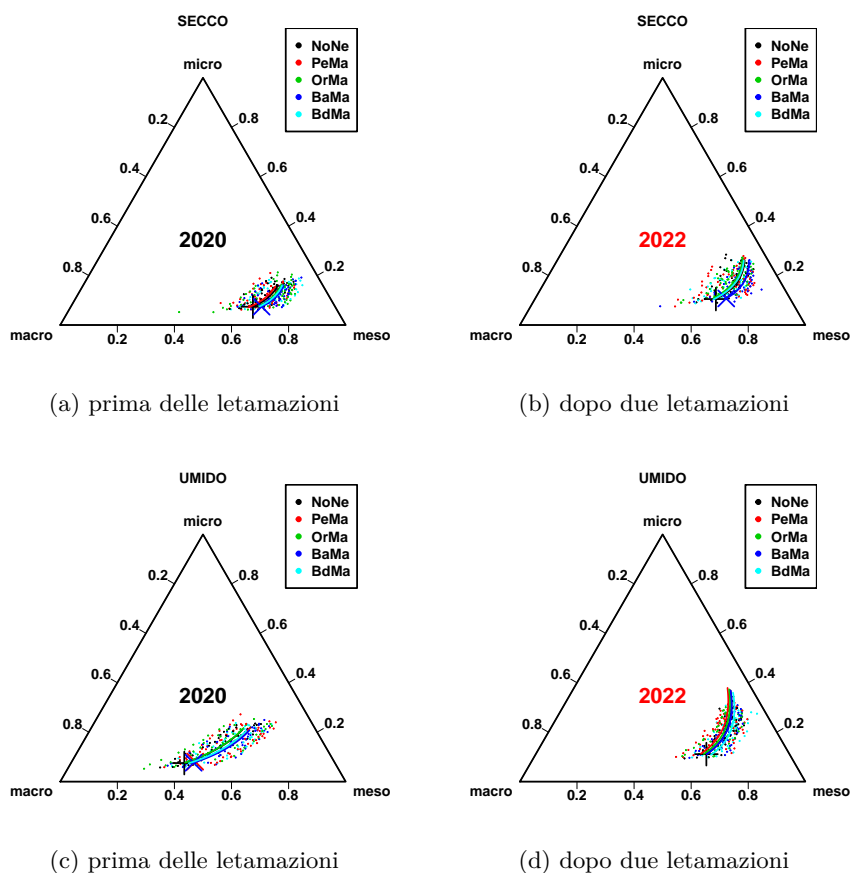 SECCO
NoNe
PeMa
OrMa
BaMa
BdMa
micro
0.2
0.8
0.4
0.6
0.6
0.4
2020
0.8
0.2
macro
meso
0.2 0.4 0.6 0.8
(a) prima delle letamazioni
SECCO
NoNe
PeMa
OrMa
BaMa
BdMa
micro
0.2
0.8
0.4
0.6
0.6
0.4
2022
0.8
0.2
macro
meso
0.2 0.4 0.6 0.8
(b) dopo due letamazioni
UMIDO
NoNe
PeMa
OrMa
BaMa
BdMa
micro
0.2
0.8
0.4
0.6
0.6
0.4
2020
0.8
0.2
macro
meso
0.2 0.4 0.6 0.8
(c) prima delle letamazioni
UMIDO
NoNe
PeMa
OrMa
BaMa
BdMa
micro
0.2
0.8
0.4
0.6
0.6
0.4
2022
0.8
0.2
macro
meso
0.2 0.4 0.6 0.8
(d) dopo due letamazioni